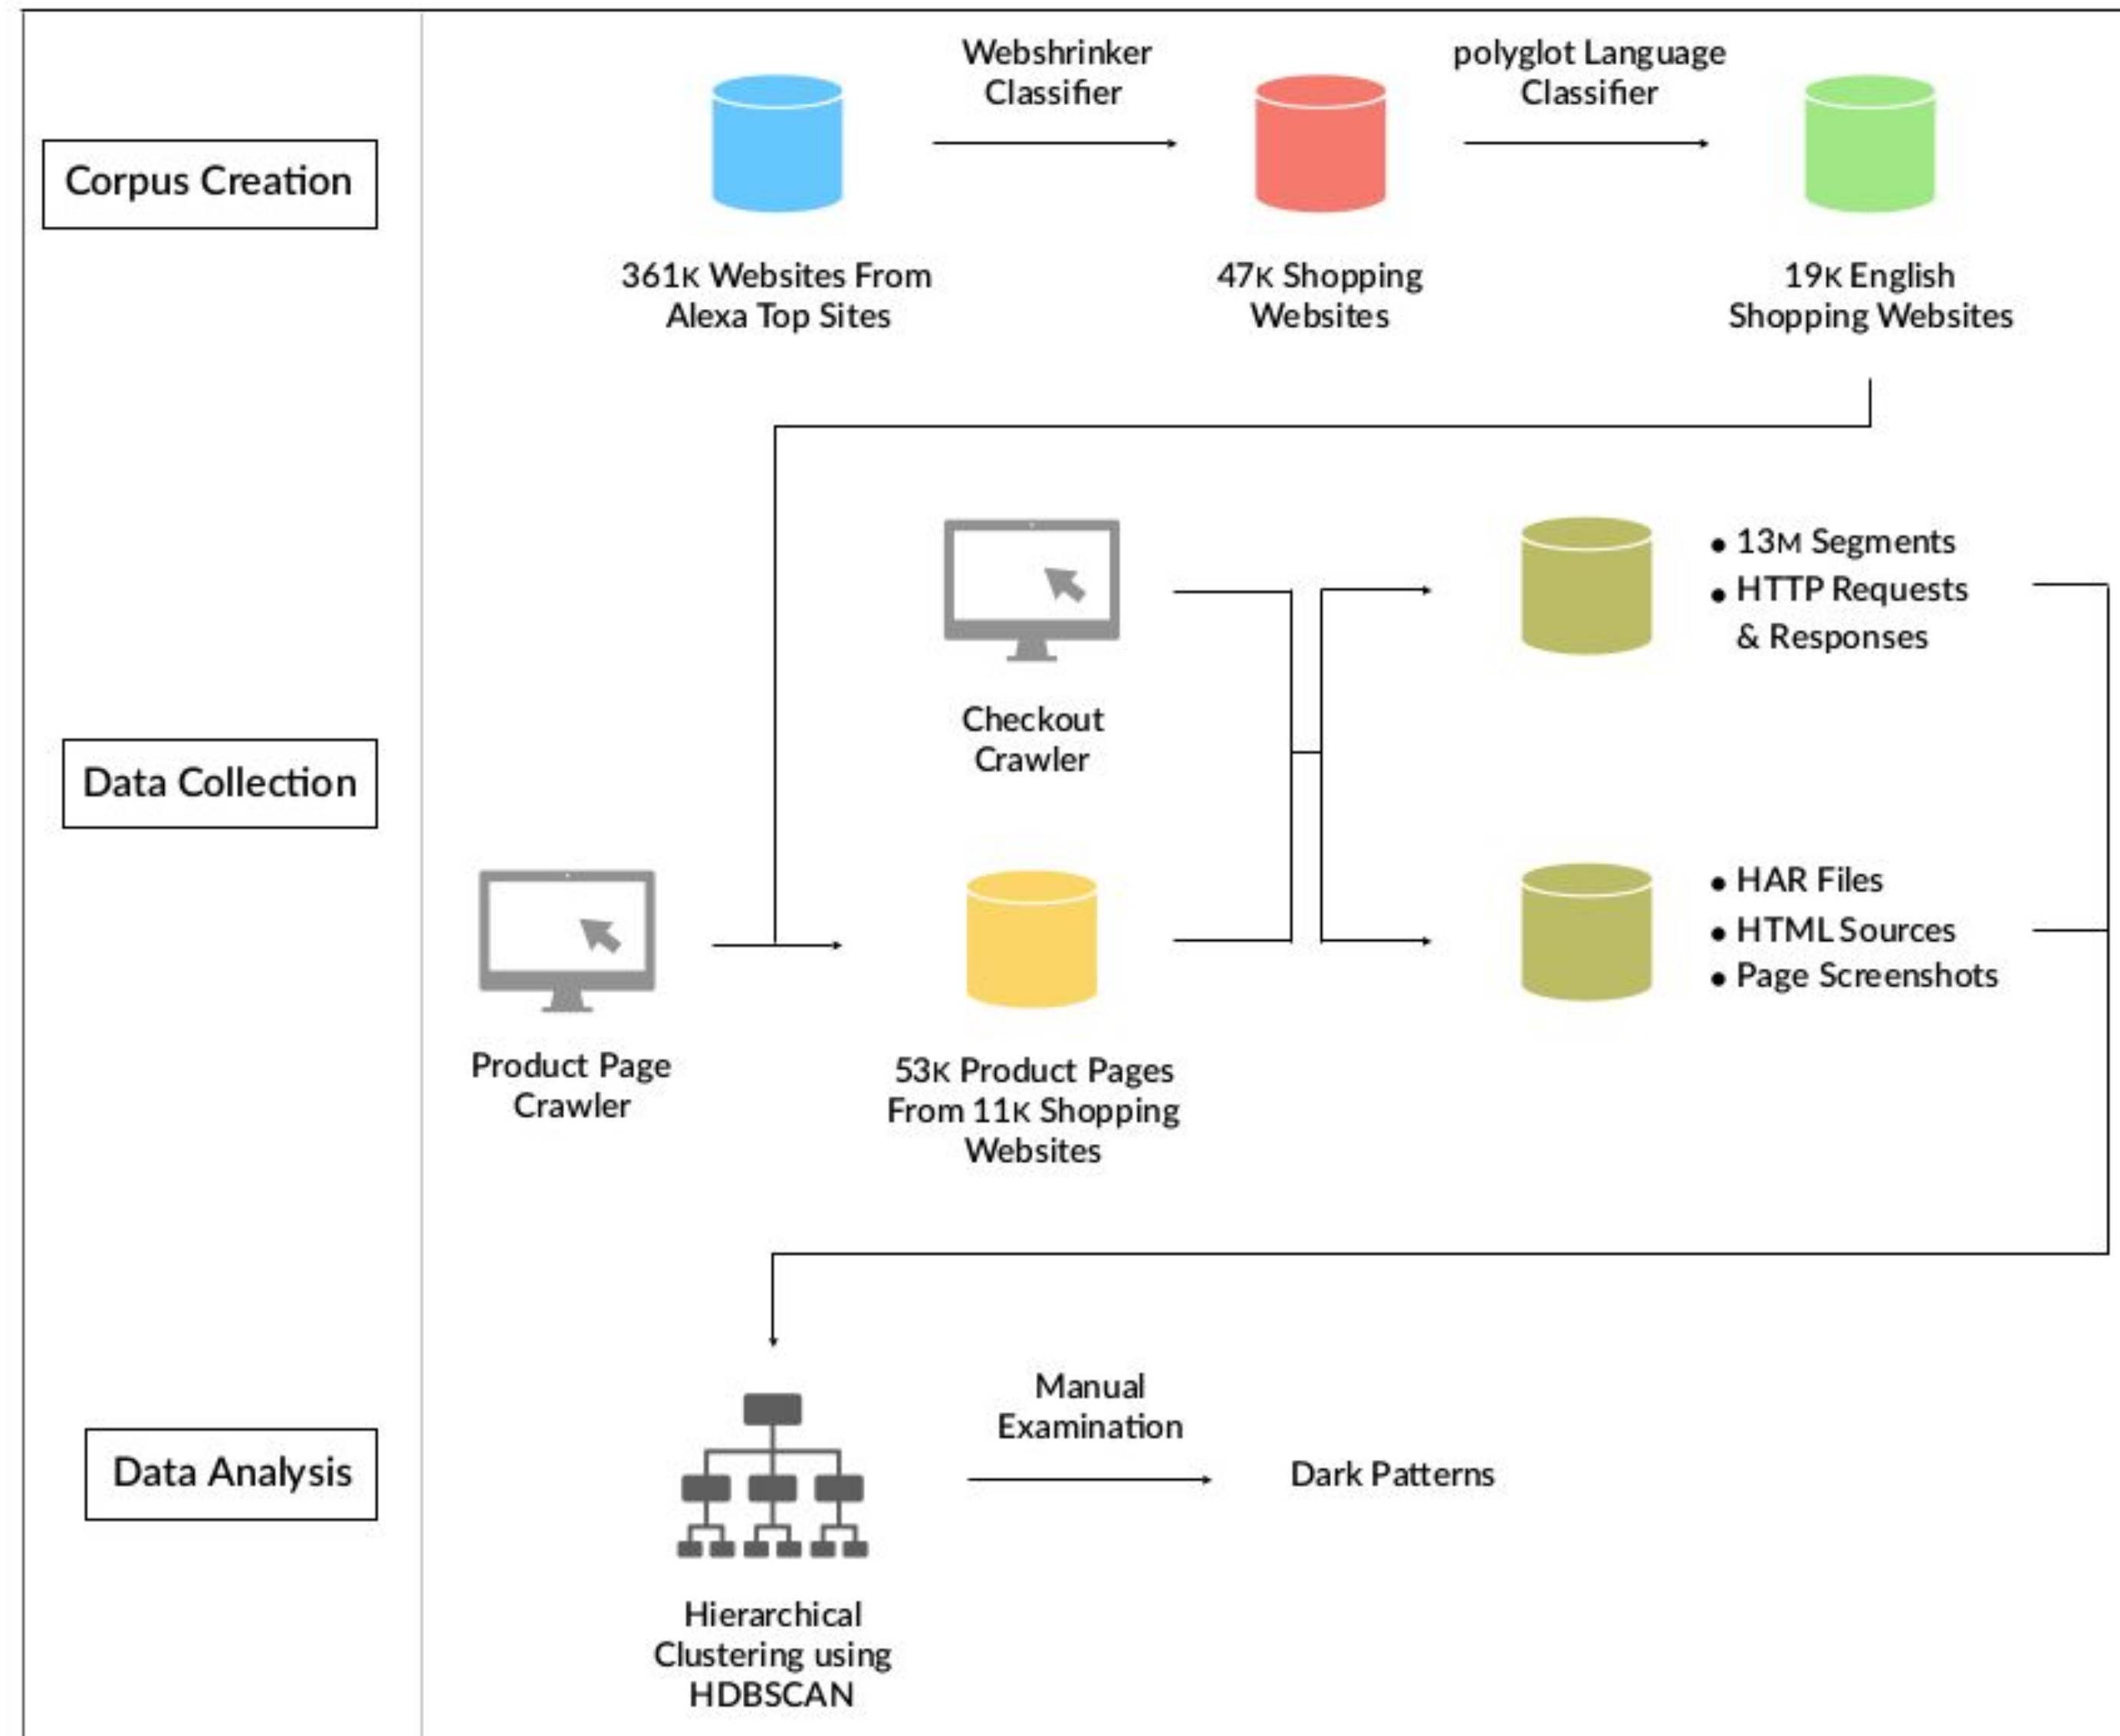 Corpus Creation
Webshrinker
Classifier
polyglot Language
Classifier
361K Websites From
Alexa Top Sites
47K Shopping
Websites
19K English
Shopping Websites
Data Collection
Checkout
Crawler
• 13M Segments
• HTTP Requests
& Responses
Product Page
Crawler
53K Product Pages
From 11K Shopping
Websites
• HAR Files
• HTML Sources
• Page Screenshots
Data Analysis
Hierarchical
Clustering using
HDBSCAN
Manual
Examination
Dark Patterns